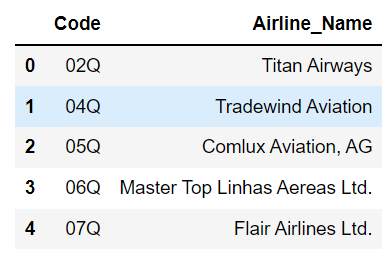 Code Airline_Name
0 02Q Titan Airways
1 04Q Tradewind Aviation
2 05Q Comlux Aviation, AG
3 06Q Master Top Linhas Aereas Ltd.
4 07Q Flair Airlines Ltd.